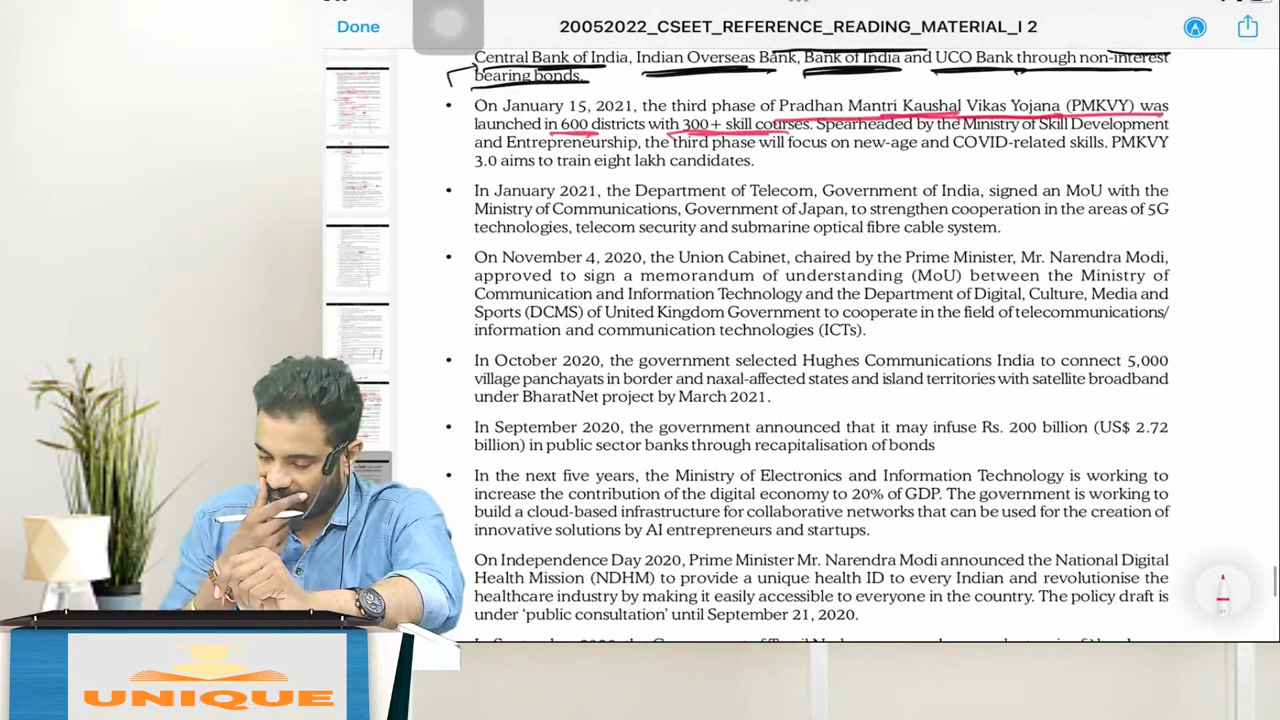 Done
20052022_CSEET_REFERENCE_READING_MATERIAL_I 2
Central Bank of India, Indian Overseas Bank, Bank of India and UCO Bank through non-interest
bearing bonds.
On January 15, 2021, the third phase of Pradhan Mantri Kaushal Vikas Yojana (PMKVY) was
launched in 600 districts with 300+ skill courses. Spearheaded by the Ministry of Skill Development
and Entrepreneurship, the third phase will focus on new-age and COVID-related skills. PMKVY
3.0 aims to train eight lakh candidates.
In January 2021, the Department of Telecom, Government of India, signed an MoU with the
Ministry of Communications, Government of Japan, to strengthen cooperation in the areas of 5G
technologies, telecom security, submarine optical fibre cable system.
On November 4, 2020, the Union Cabinet, chaired by the Prime Minister, Mr. Narendra Modi,
approved to sign a memorandum of understanding (MoU) between the Ministry of
Communication and Information Technology and the Department of Digital, Culture, Media and
Sports (DCMS) of United Kingdom Government to cooperate in the field of telecommunications/
information and communication technologies (ICTs).
In October 2020, the government selected Hughes Communications India to connect 5,000
village panchayats in border and naxal-affected states and island territories with satellite broadband
under BharatNet project by March 2021.
In September 2020, the government announced that it may infuse Rs. 200 billion (US$ 2.72
billion) in public sector banks through recapitalisation of bonds
In the next five years, the Ministry of Electronics and Information Technology is working to
increase the contribution of the digital economy to 20% of GDP. The government is working to
build a cloud-based infrastructure for collaborative networks that can be used for the creation of
innovative solutions by AI entrepreneurs and startups.
On Independence Day 2020, Prime Minister Mr. Narendra Modi announced the National Digital
Health Mission (NDHM) to provide a unique health ID to every Indian and revolutionise the
healthcare industry by making it easily accessible to everyone in the country. The policy draft is
under 'public consultation' until September 21, 2020.
UNIQUE